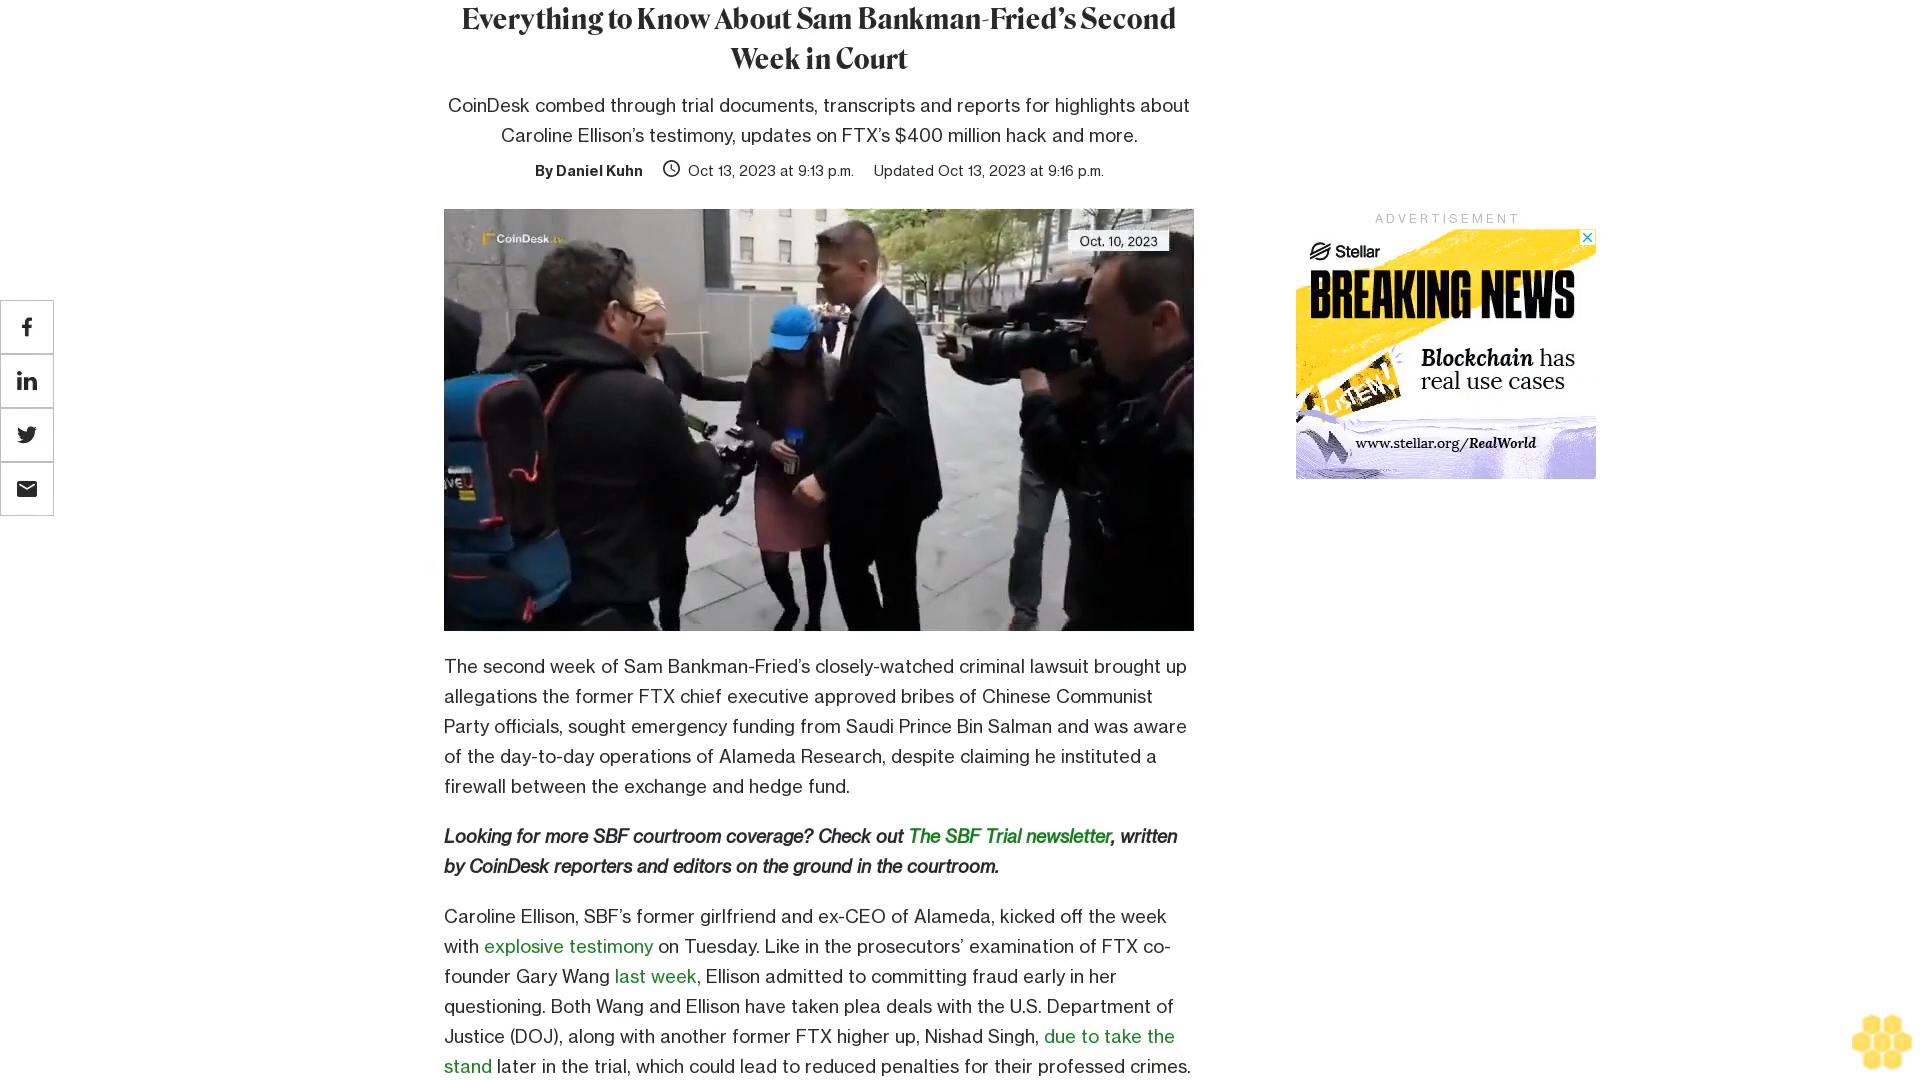 Everything to Know About Sam Bankman-Fried’s Second
Week in Court
CoinDesk combed through trial documents, transcripts and reports for highlights about
Caroline Ellison’s testimony, updates on FTX’s $400 million hack and more.
By Daniel Kuhn Oct 13, 2023 at 9:13 p.m. Updated Oct 13, 2023 at 9:16 p.m.
CoinDesk.tv
Oct. 10, 2023
The second week of Sam Bankman-Fried’s closely-watched criminal lawsuit brought up
allegations the former FTX chief executive approved bribes of Chinese Communist
Party officials, sought emergency funding from Saudi Prince Bin Salman and was aware
of the day-to-day operations of Alameda Research, despite claiming he instituted a
firewall between the exchange and hedge fund.
Looking for more SBF courtroom coverage? Check out The SBF Trial newsletter, written
by CoinDesk reporters and editors on the ground in the courtroom.
Caroline Ellison, SBF’s former girlfriend and ex-CEO of Alameda, kicked off the week
with explosive testimony on Tuesday. Like in the prosecutors’ examination of FTX co-
founder Gary Wang last week, Ellison admitted to committing fraud early in her
questioning. Both Wang and Ellison have taken plea deals with the U.S. Department of
Justice (DOJ), along with another former FTX higher up, Nishad Singh, due to take the
stand later in the trial, which could lead to reduced penalties for their professed crimes.
ADVERTISEMENT
Stellar
BREAKING NEWS
Blockchain has
real use cases
LISTEN!
www.stellar.org/RealWorld